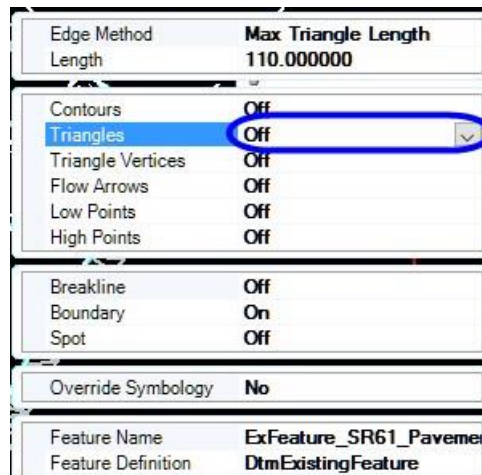 Edge Method Max Triangle Length
Length 110.000000
Contours Off
Triangles Off
Triangle Vertices Off
Flow Arrows Off
Low Points Off
High Points Off
Breakline Off
Boundary On
Spot Off
Override Symbology No
Feature Name ExFeature_SR61_Paveme
Feature Definition DtmExistingFeature